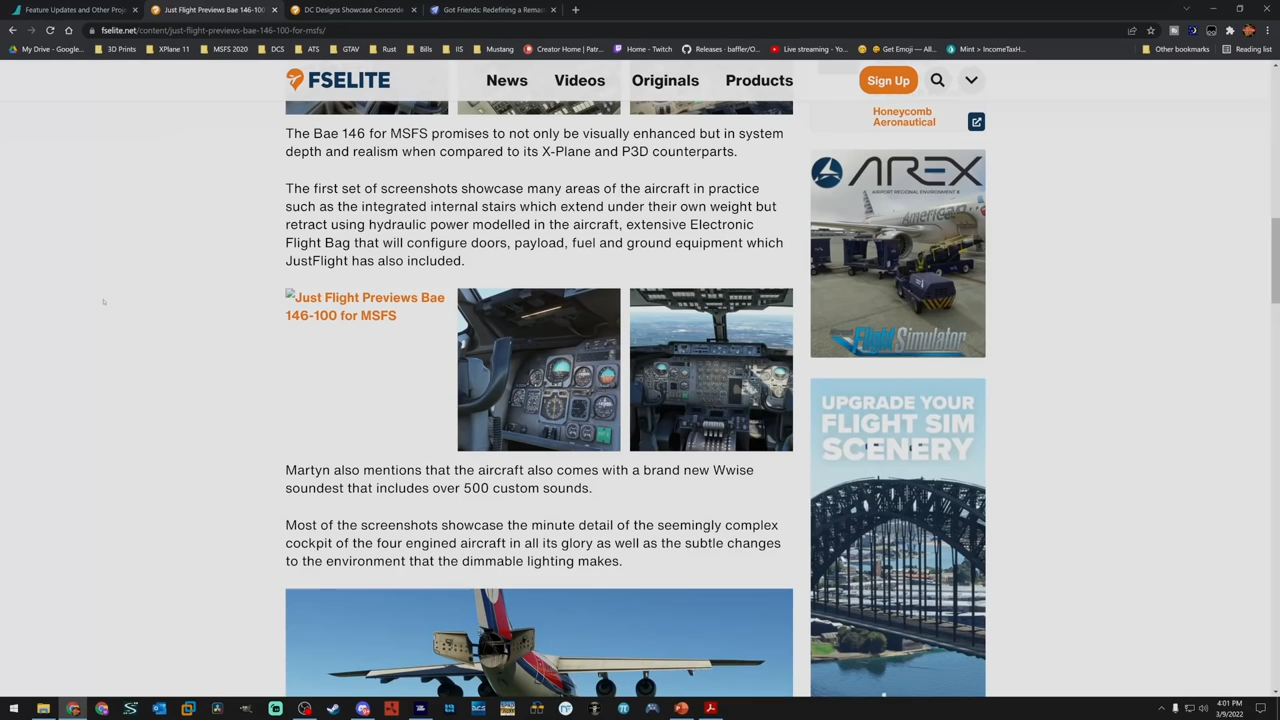 Feature Updates and Other Proj
Just Flight Previews Bae 146-100
DC Designs Showcase Concorde
Got Friends: Redefining a Remar
fselite.net/content/just-flight-previews-bae-146-100-for-msfs/
My Drive - Google...
3D Prints
XPlane 11
MSFS 2020
DCS
ATS
GTAV
Rust
Bills
IIS
Mustang
Creator Home | Patr...
Home - Twitch
Releases · baffler/O...
Live streaming - Yo...
Get Emoji — All...
Mint > IncomeTaxH...
Other bookmarks
Reading list
FSELITE
News
Videos
Originals
Products
Sign Up
Honeycomb
Aeronautical
The Bae 146 for MSFS promises to not only be visually enhanced but in system
depth and realism when compared to its X-Plane and P3D counterparts.
The first set of screenshots showcase many areas of the aircraft in practice
such as the integrated internal stairs which extend under their own weight but
retract using hydraulic power modelled in the aircraft, extensive Electronic
Flight Bag that will configure doors, payload, fuel and ground equipment which
JustFlight has also included.
Just Flight Previews Bae
146-100 for MSFS
Martyn also mentions that the aircraft also comes with a brand new Wwise
soundest that includes over 500 custom sounds.
Most of the screenshots showcase the minute detail of the seemingly complex
cockpit of the four engined aircraft in all its glory as well as the subtle changes
to the environment that the dimmable lighting makes.
AREX
AIRPORT REGIONAL ENVIRONMENT X
American
Flight Simulator
UPGRADE YOUR
FLIGHT SIM
SCENERY
4:01 PM
3/9/2022